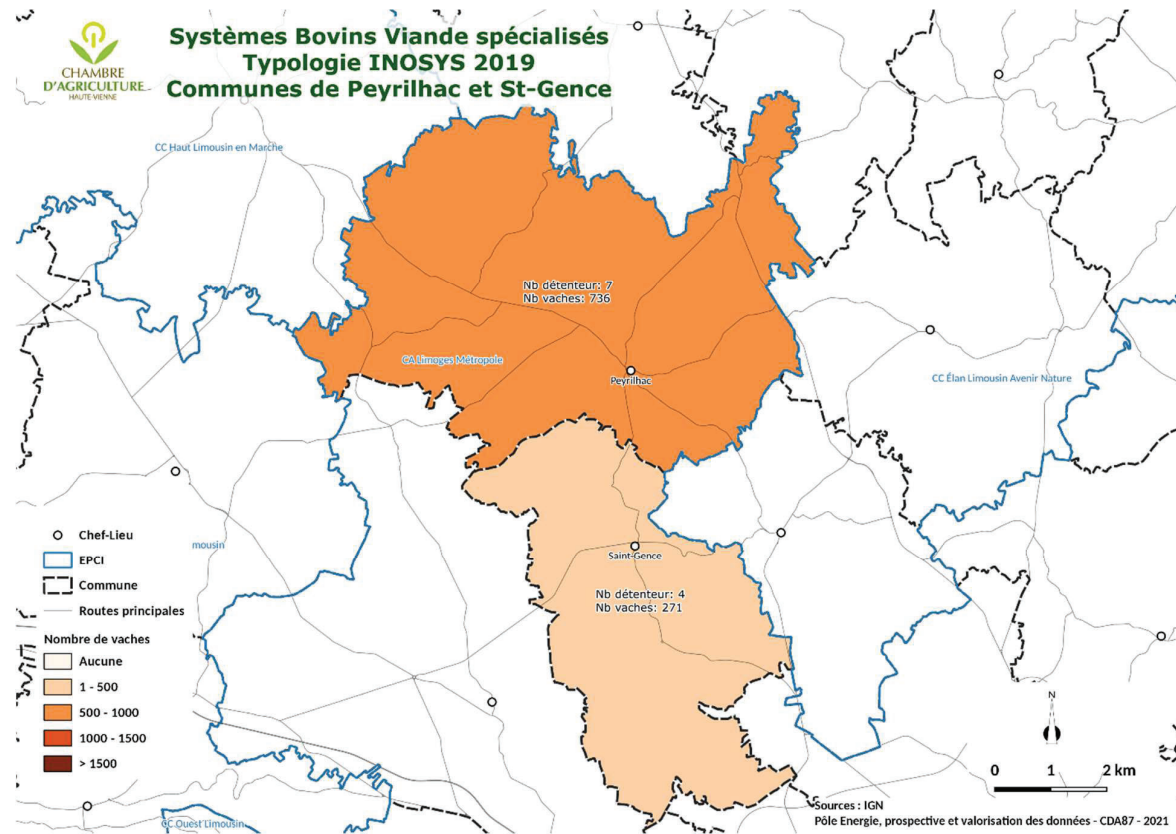 Systèmes Bovins Viande spécialisés
Typologie INOSYS 2019
Communes de Peyrilhac et St-Gence
CHAMBRE
D'AGRICULTURE
HAUTE-VIENNE
CC Haut Limousin en Marche
Nb détenteur: 7
Nb vaches: 736
CA Limoges Métropole
Peyrilhac
CC Élan Limousin Avenir Nature
mousin
Saint-Gence
Nb détenteur: 4
Nb vaches: 271
Chef-Lieu
EPCI
Commune
Routes principales
Nombre de vaches
Aucune
1 - 500
500 - 1000
1000 - 1500
> 1500
CC Ouest Limousin
N
0 1 2 km
Sources : IGN
Pôle Energie, prospective et valorisation des données - CDA87 - 2021